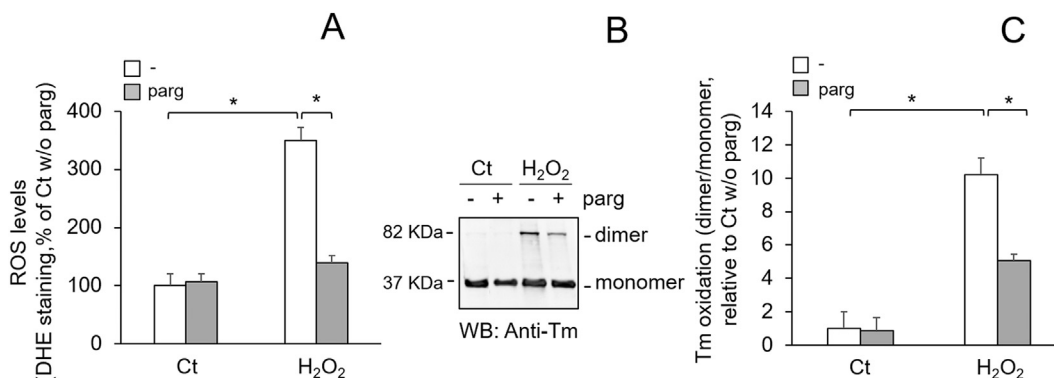 A
B
C
-
parg
*
*
ROS levels
(DHE staining, % of Ct w/o parg)
400
300
200
100
0
Ct
H₂O₂
Ct
H₂O₂
- + - + parg
82 KDa -
- dimer
37 KDa -
- monomer
WB: Anti-Tm
-
parg
*
*
Tm oxidation (dimer/monomer,
relative to Ct w/o parg)
14
12
10
8
6
4
2
0
Ct
H₂O₂